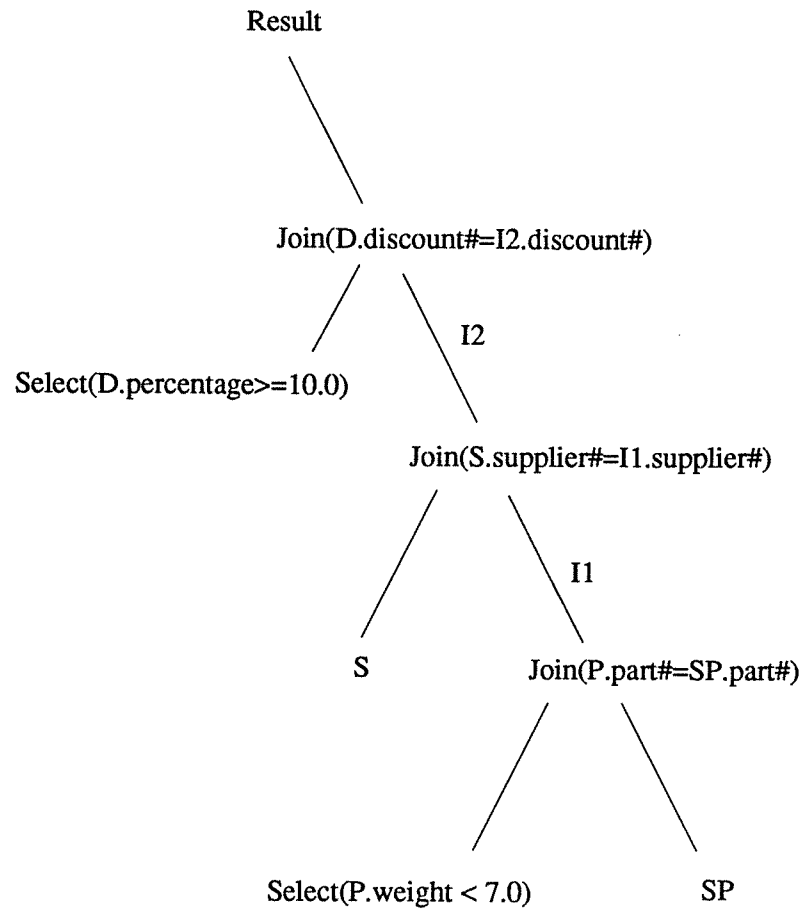 Result
Join(D.discount#=I2.discount#)
I2
Select(D.percentage>=10.0)
Join(S.supplier#=I1.supplier#)
I1
S
Join(P.part#=SP.part#)
Select(P.weight < 7.0)
SP